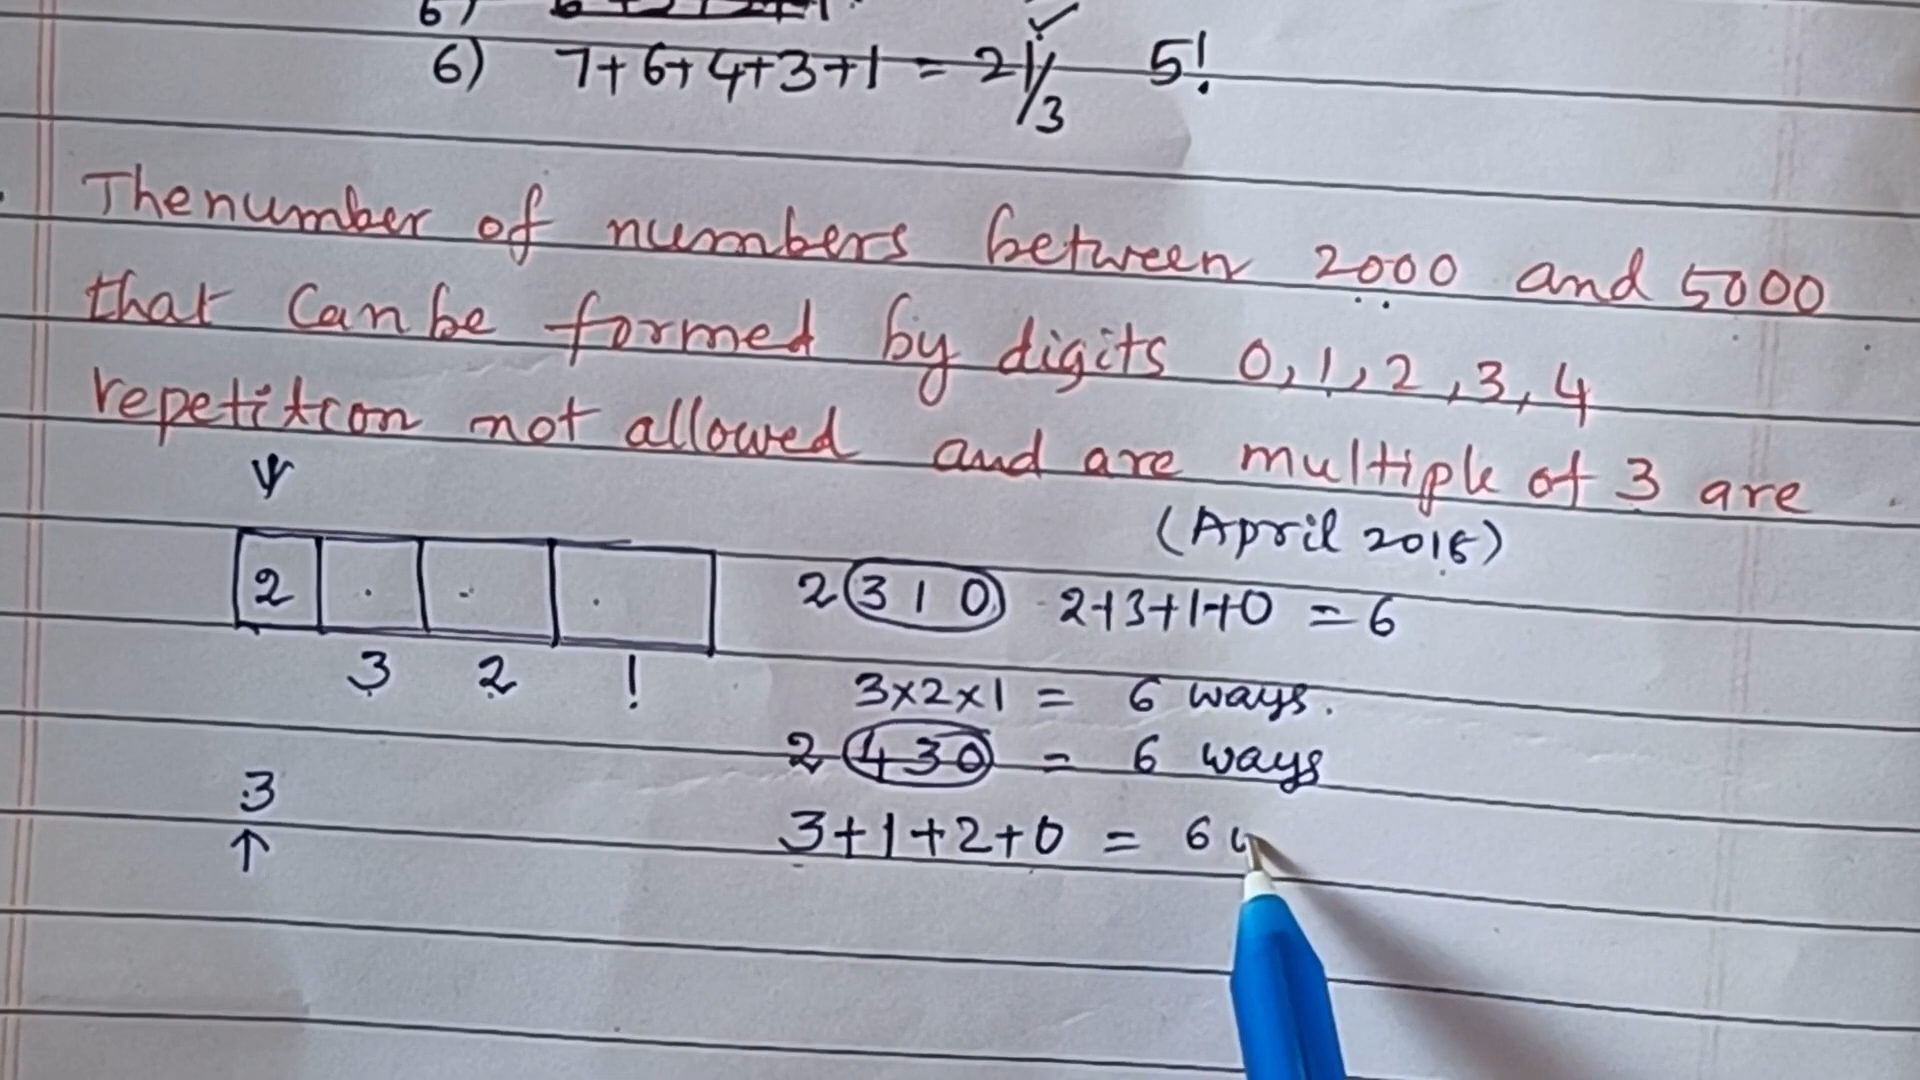 6) 7+6+4+3+1 = 21/3 5!
The number of numbers between 2000 and 5000
that can be formed by digits 0,1,2,3,4
repetition not allowed and are multiple of 3 are
(April 2018)
2 2 3 1 0 2+3+1+0 = 6
3 2 1
3×2×1 = 6 ways.
2 4 3 0 = 6 ways
3
3+1+2+0 = 6